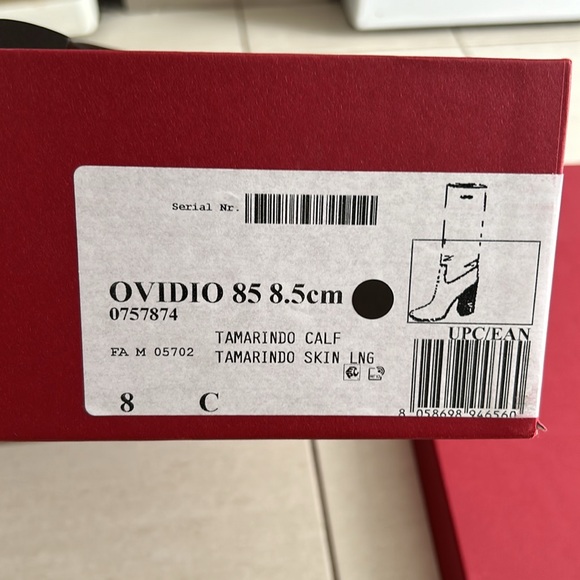 Serial Nr.
OVIDIO 85 8.5cm
0757874
UPC/EAN
TAMARINDO CALF
FA M 05702
TAMARINDO SKIN LNG
8 C
8 058698 946560